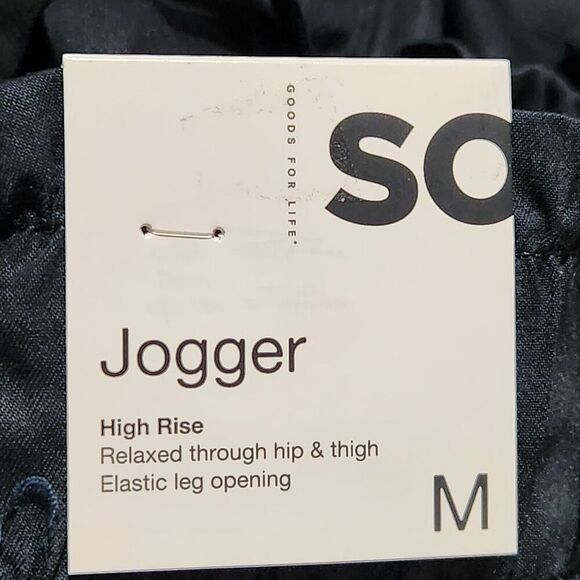 GOODS FOR LIFE®
SO
Jogger
High Rise
Relaxed through hip & thigh
Elastic leg opening
M